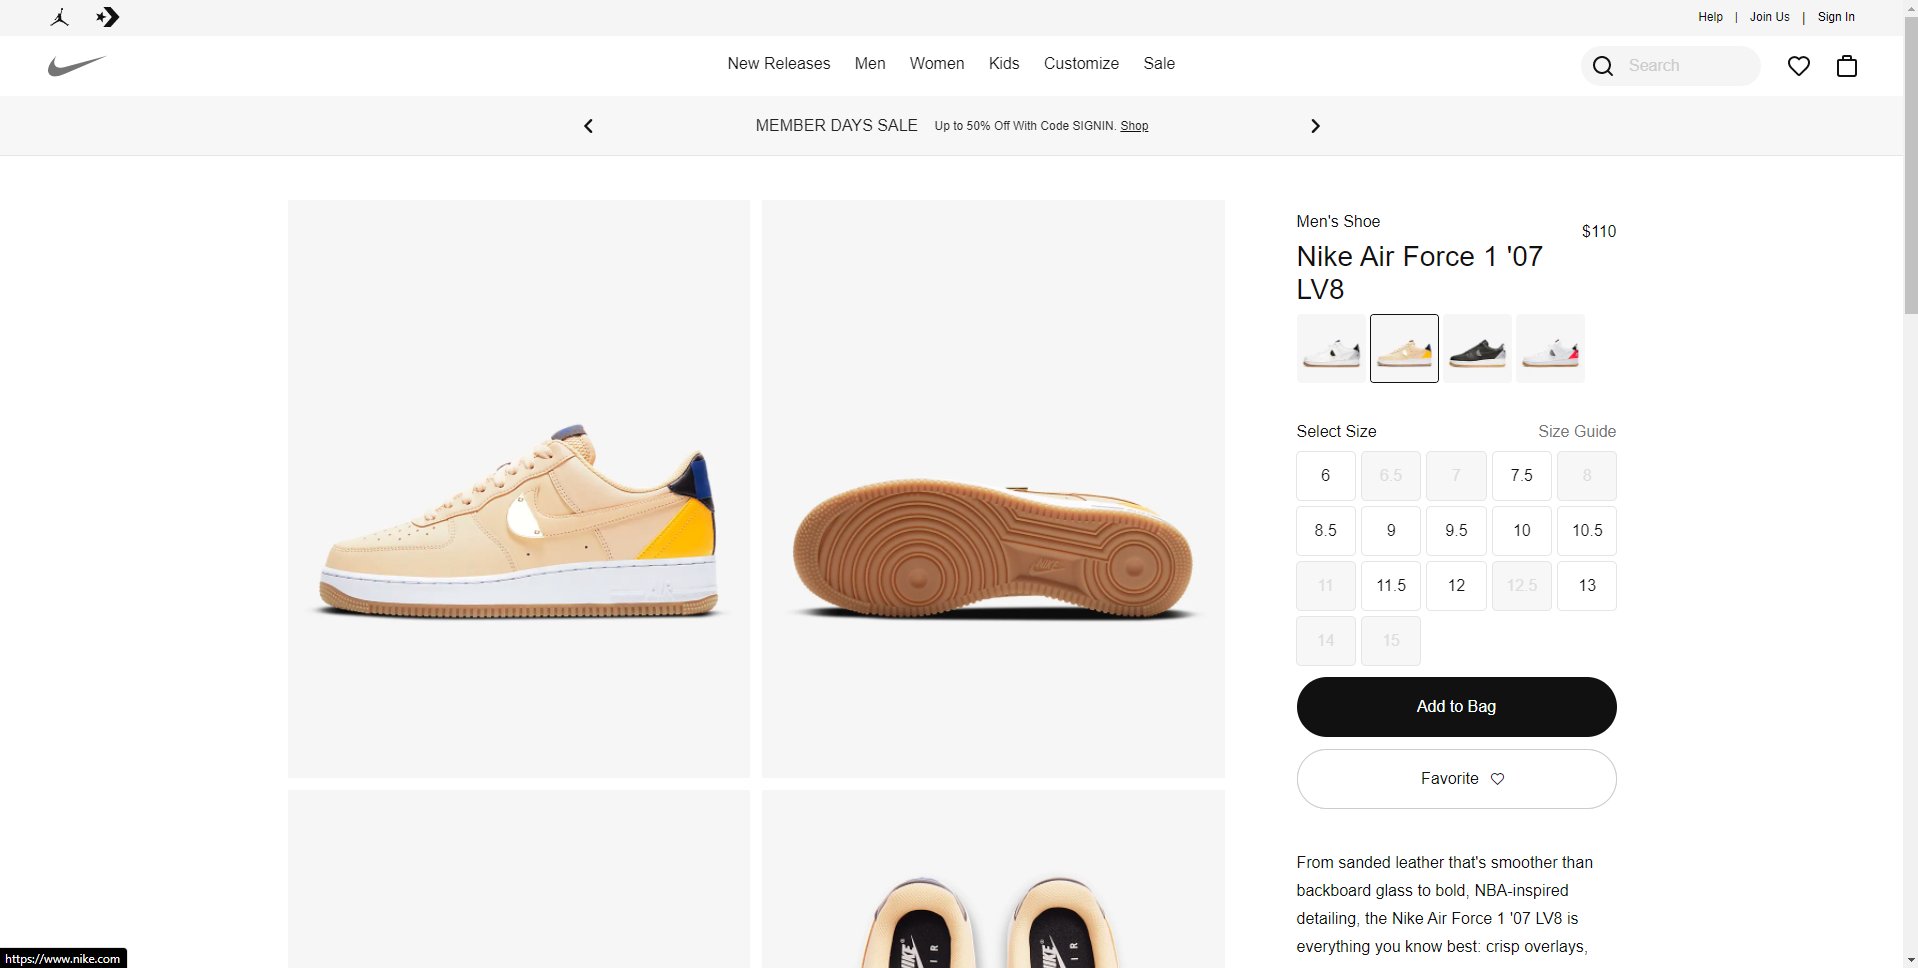 Help | Join Us | Sign In
New Releases Men Women Kids Customize Sale
Search
MEMBER DAYS SALE Up to 50% Off With Code SIGNIN. Shop
Men's Shoe
$110
Nike Air Force 1 '07
LV8
Select Size Size Guide
6 6.5 7 7.5 8
8.5 9 9.5 10 10.5
11 11.5 12 12.5 13
14 15
Add to Bag
Favorite
From sanded leather that's smoother than
backboard glass to bold, NBA-inspired
detailing, the Nike Air Force 1 '07 LV8 is
everything you know best: crisp overlays,
NIKE AIR
NIKE AIR
https://www.nike.com